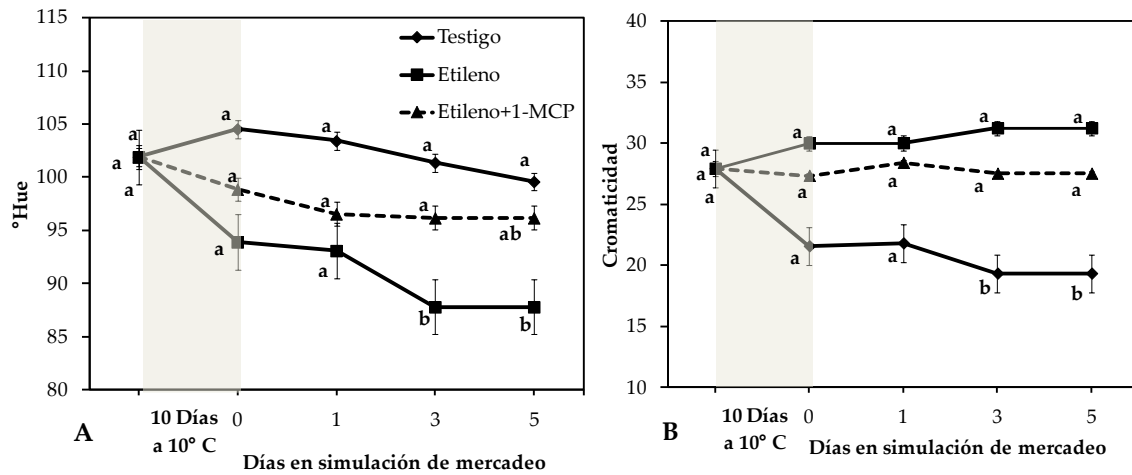 115
110
105
100
95
90
85
80
°Hue
Testigo
Etileno
Etileno+1-MCP
a
a
a
a
a
a
a
a
a
a
a
a
ab
b
b
10 Días
a 10° C
0
1
3
5
A
Días en simulación de mercadeo
40
35
30
25
20
15
10
Cromaticidad
a
a
a
a
a
a
a
a
a
a
a
a
a
b
b
10 Días
a 10° C
0
1
3
5
B
Días en simulación de mercadeo